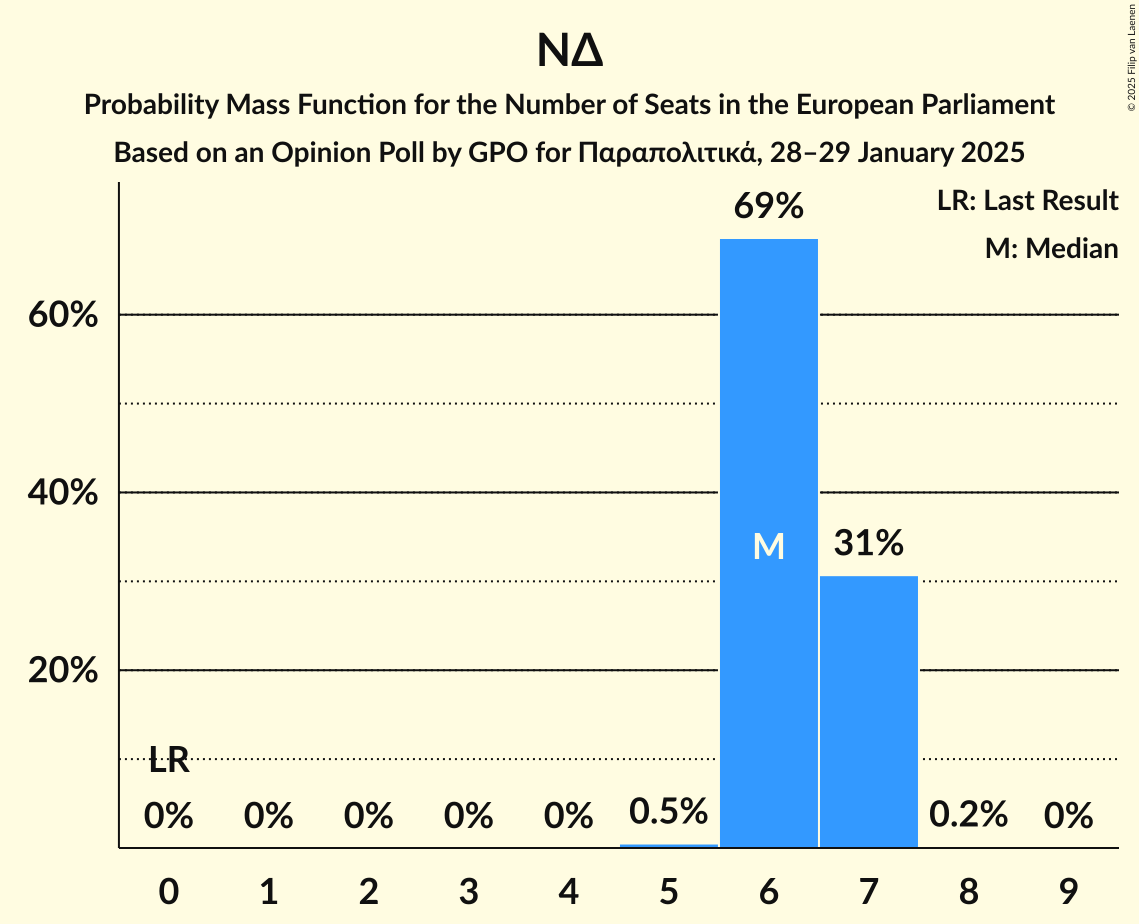 ΝΔ
Probability Mass Function for the Number of Seats in the European Parliament
Based on an Opinion Poll by GPO for Παραπολιτικά, 28–29 January 2025
© 2025 Filip van Laenen
LR: Last Result
M: Median
69%
60%
40%
M
31%
20%
LR
0% 0% 0% 0% 0% 0.5% 0.2% 0%
0 1 2 3 4 5 6 7 8 9